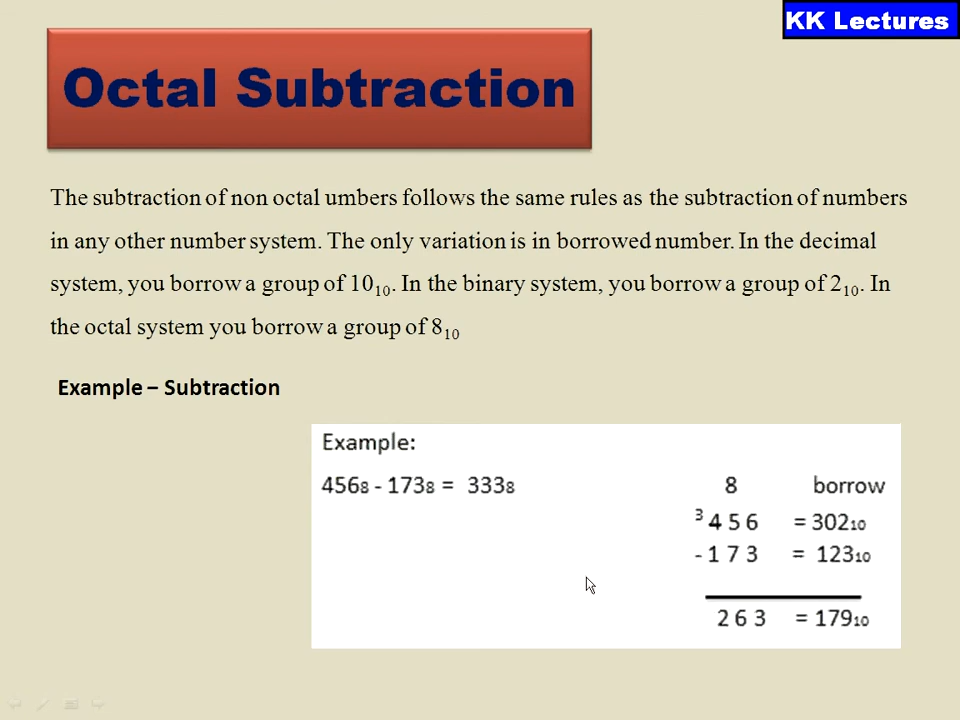 KK Lectures
Octal Subtraction
The subtraction of non octal umbers follows the same rules as the subtraction of numbers
in any other number system. The only variation is in borrowed number. In the decimal
system, you borrow a group of 10₁₀. In the binary system, you borrow a group of 2₁₀. In
the octal system you borrow a group of 8₁₀
Example – Subtraction
Example:
456₈ - 173₈ = 333₈
8 borrow
³ 4 5 6 = 302₁₀
- 1 7 3 = 123₁₀
2 6 3 = 179₁₀